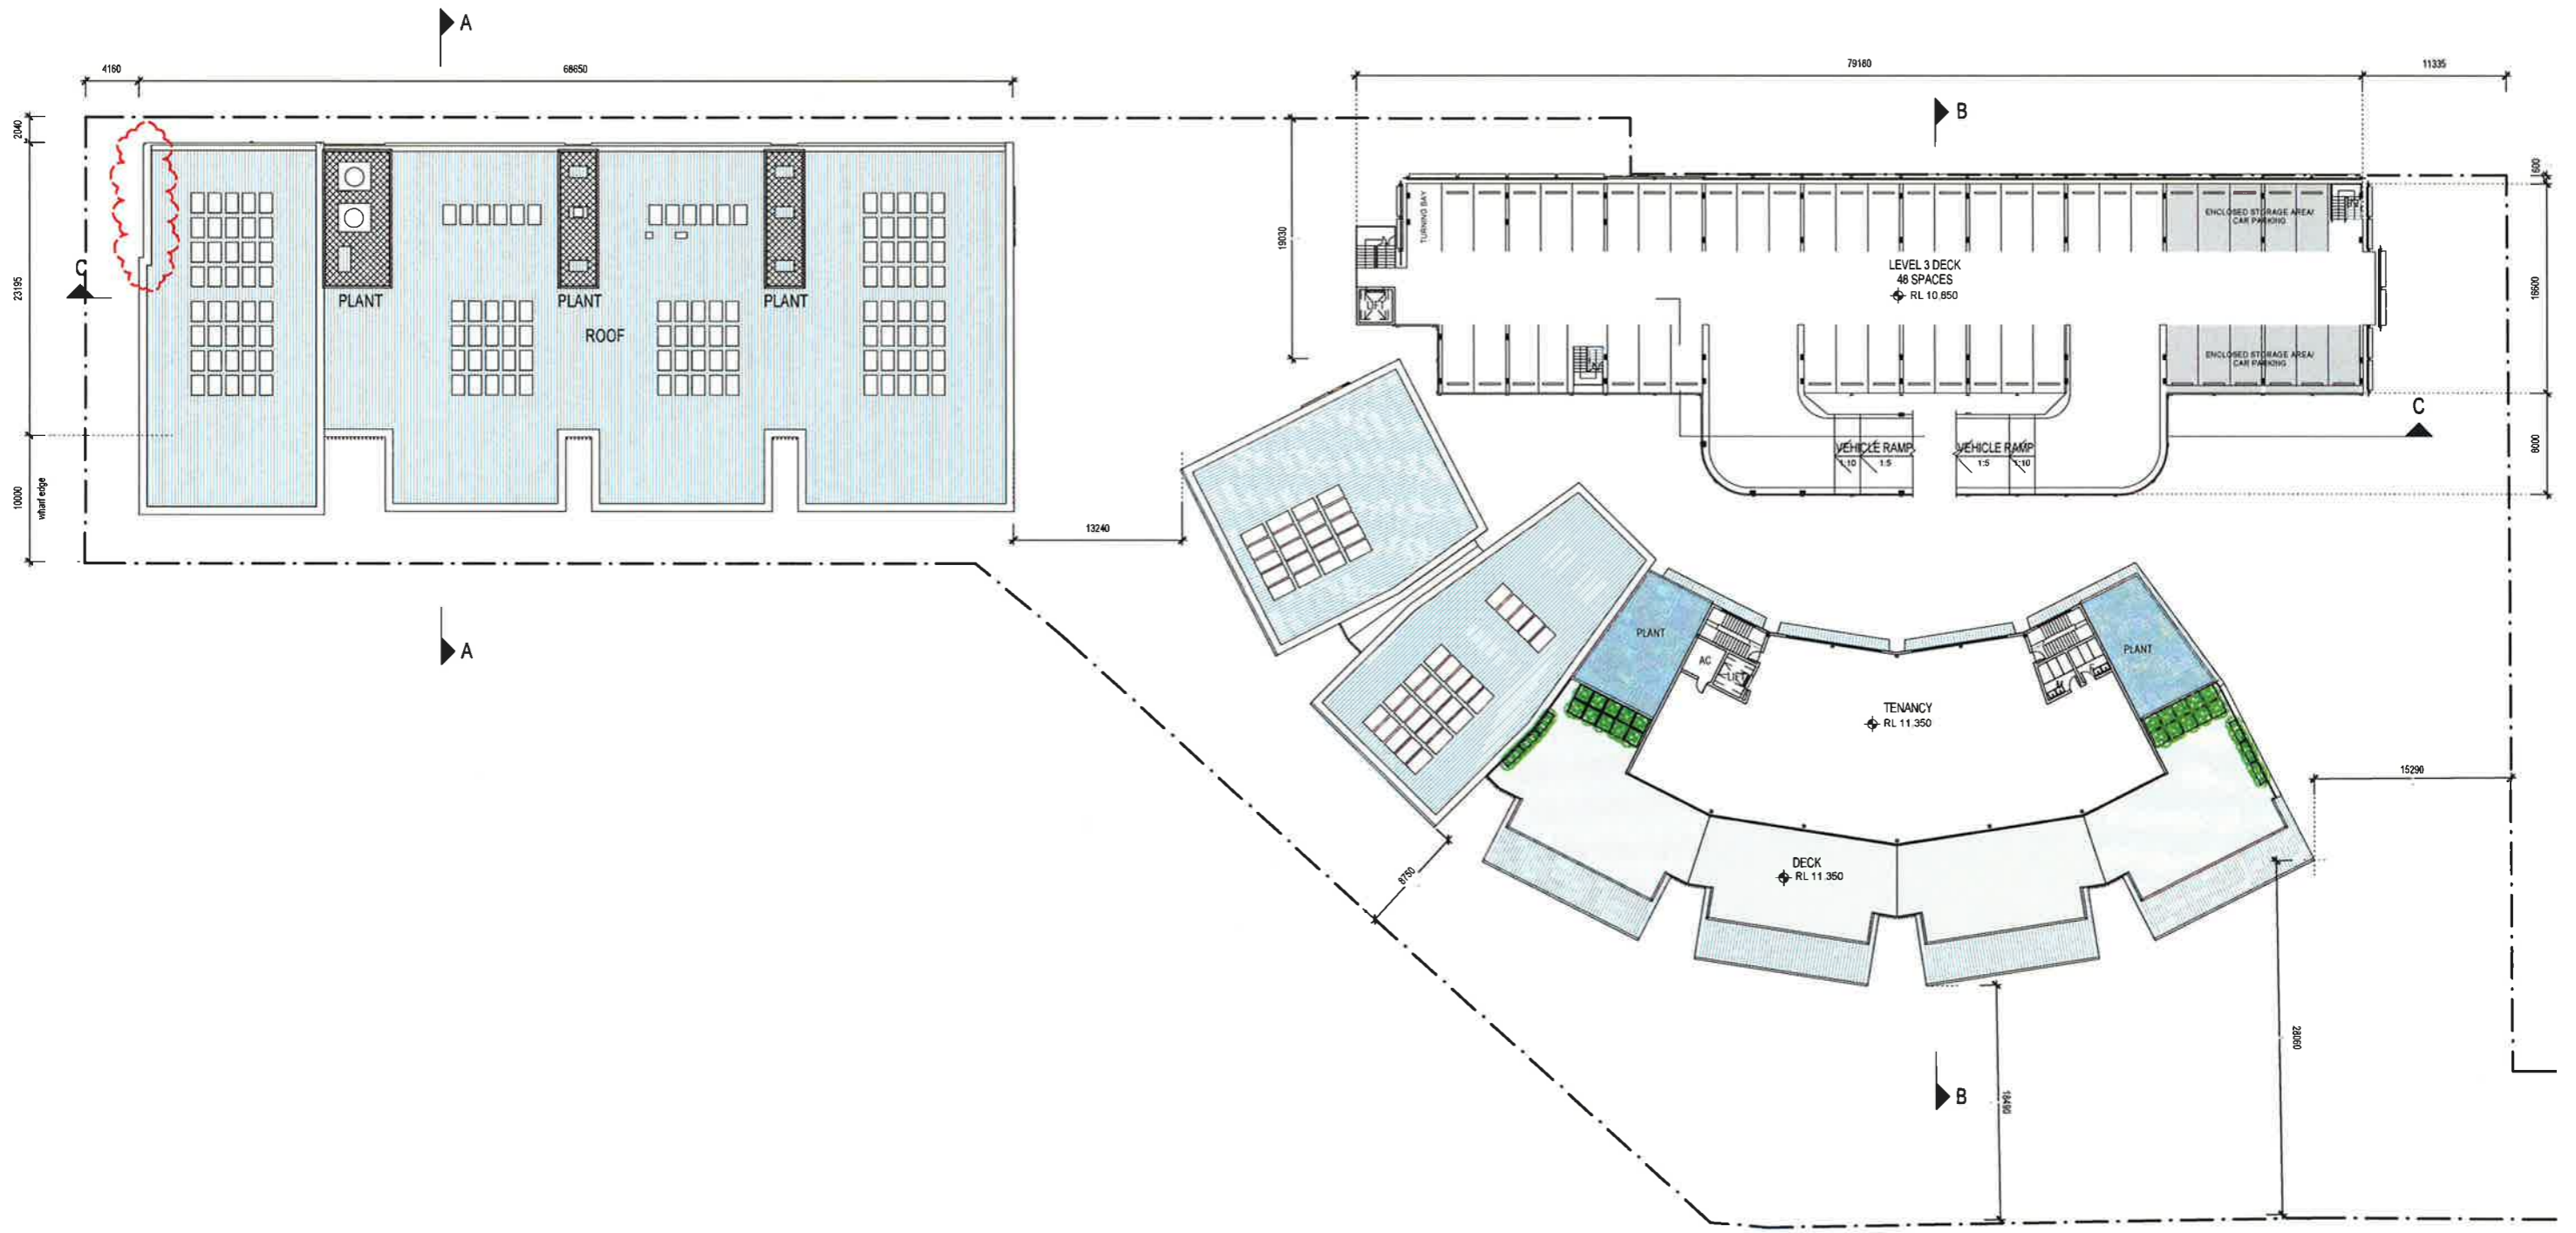 A
4160
68650
79180
11335
2040
B
600
TURNING BAY
ENCLOSED STORAGE AREA/
CAR PARKING
19030
C
LEVEL 3 DECK
46 SPACES
RL 10.650
23195
PLANT
PLANT
PLANT
LIFT
16600
ROOF
ENCLOSED STORAGE AREA/
CAR PARKING
C
VEHICLE RAMP
VEHICLE RAMP
1:10
1:5
1:5
1:10
8000
10000
wharf edge
13240
PLANT
PLANT
A
AC
LIFT
TENANCY
RL 11.350
15290
DECK
RL 11.350
8750
28060
B
18490